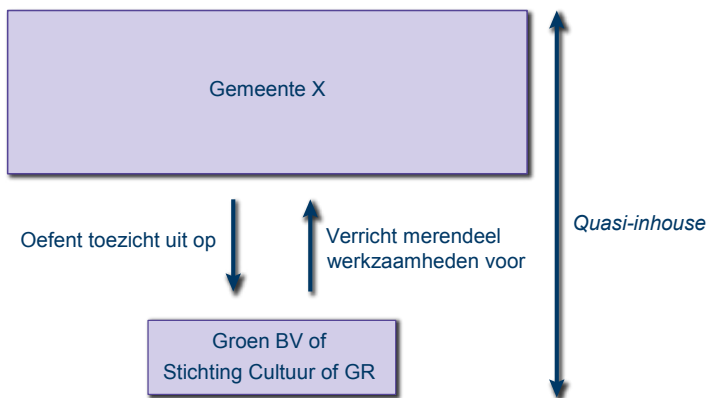 Gemeente X
Oefent toezicht uit op
Verricht merendeel
werkzaamheden voor
Quasi-inhouse
Groen BV of
Stichting Cultuur of GR